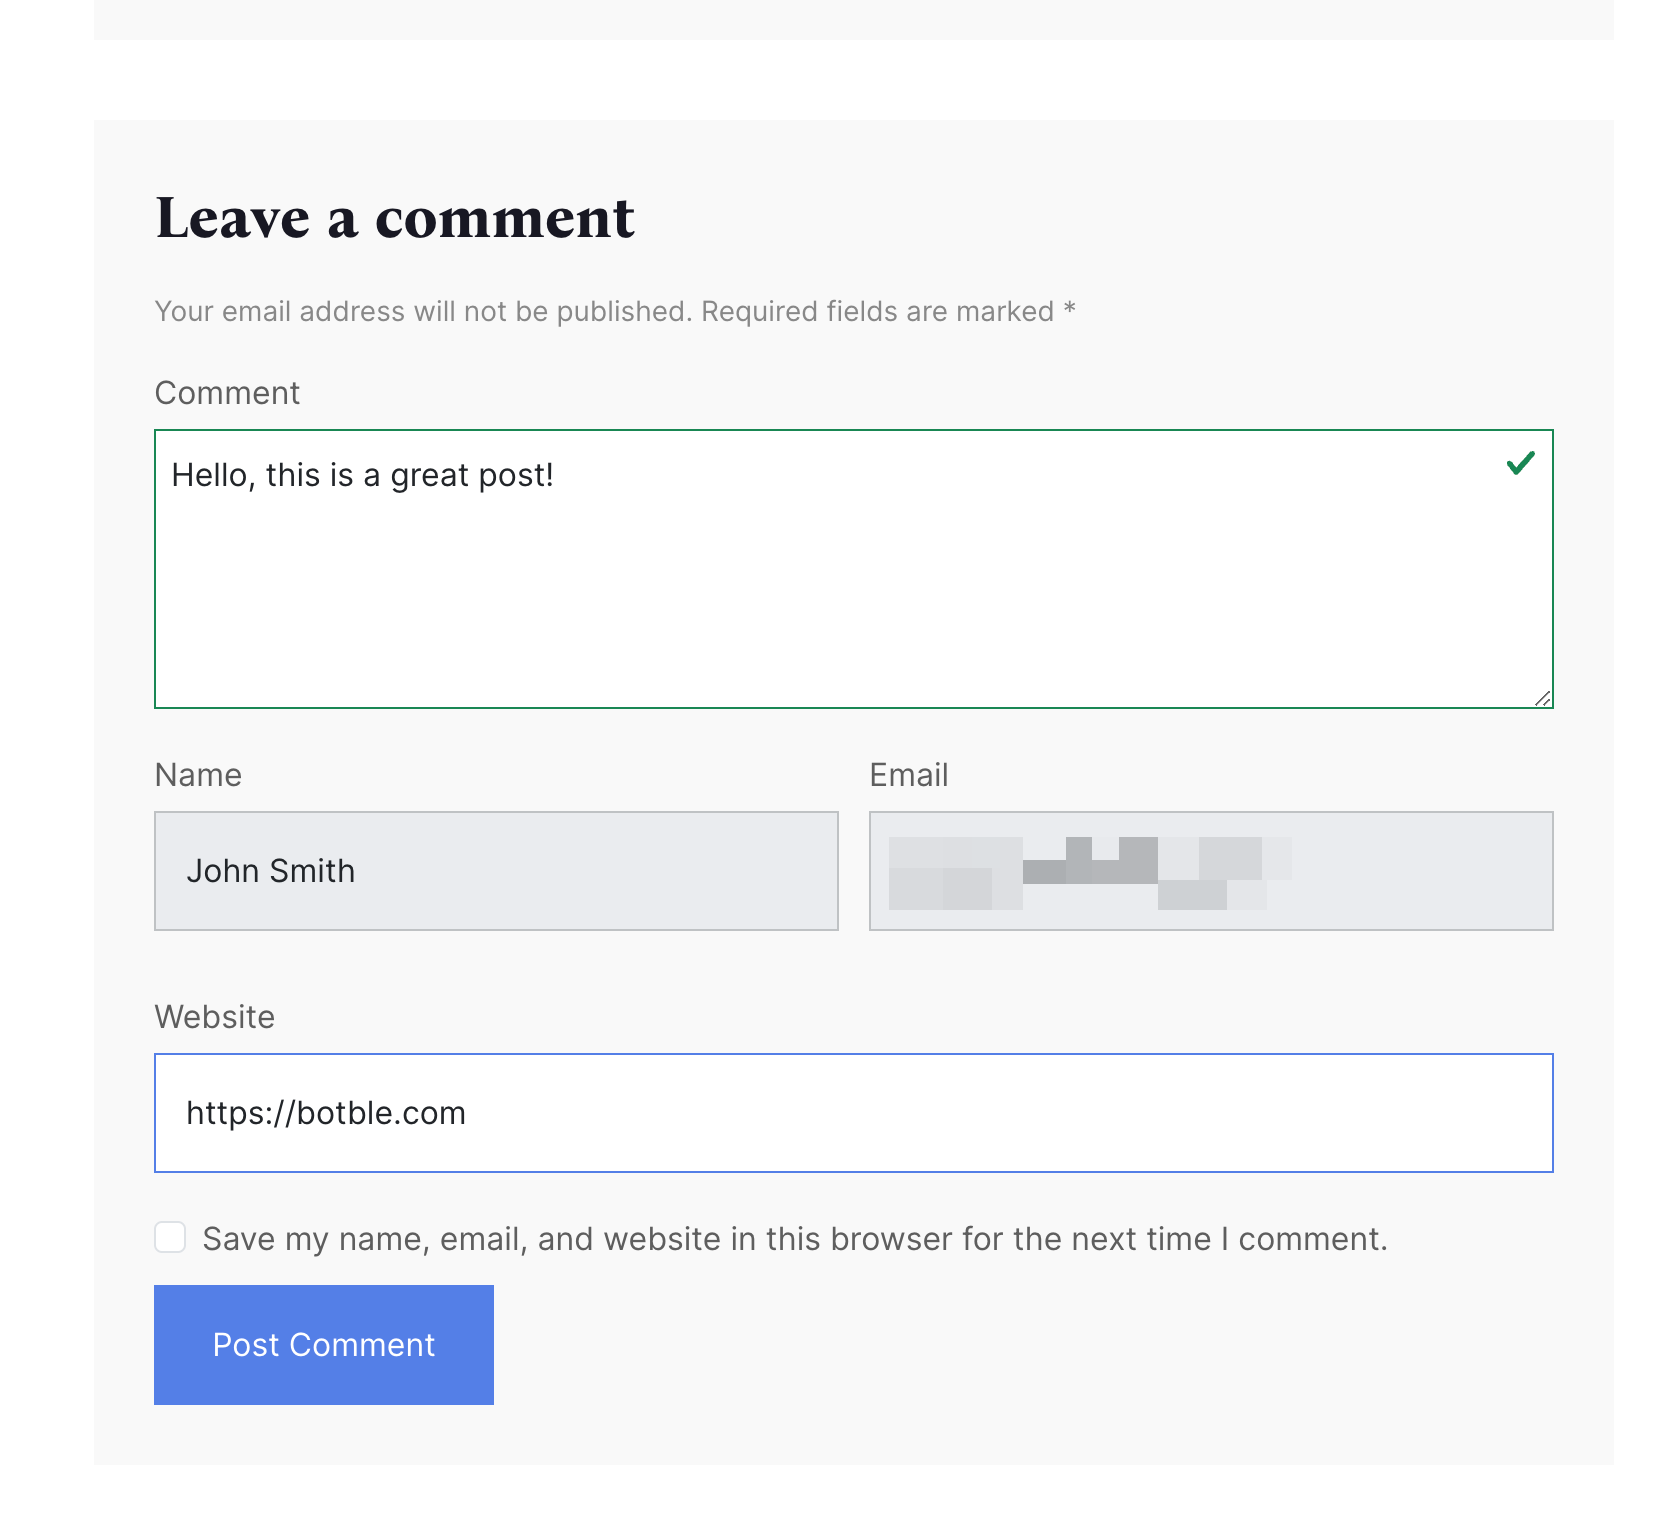 Leave a comment
Your email address will not be published. Required fields are marked *
Comment
Hello, this is a great post!
Name
Email
John Smith
Website
https://botble.com
Save my name, email, and website in this browser for the next time I comment.
Post Comment